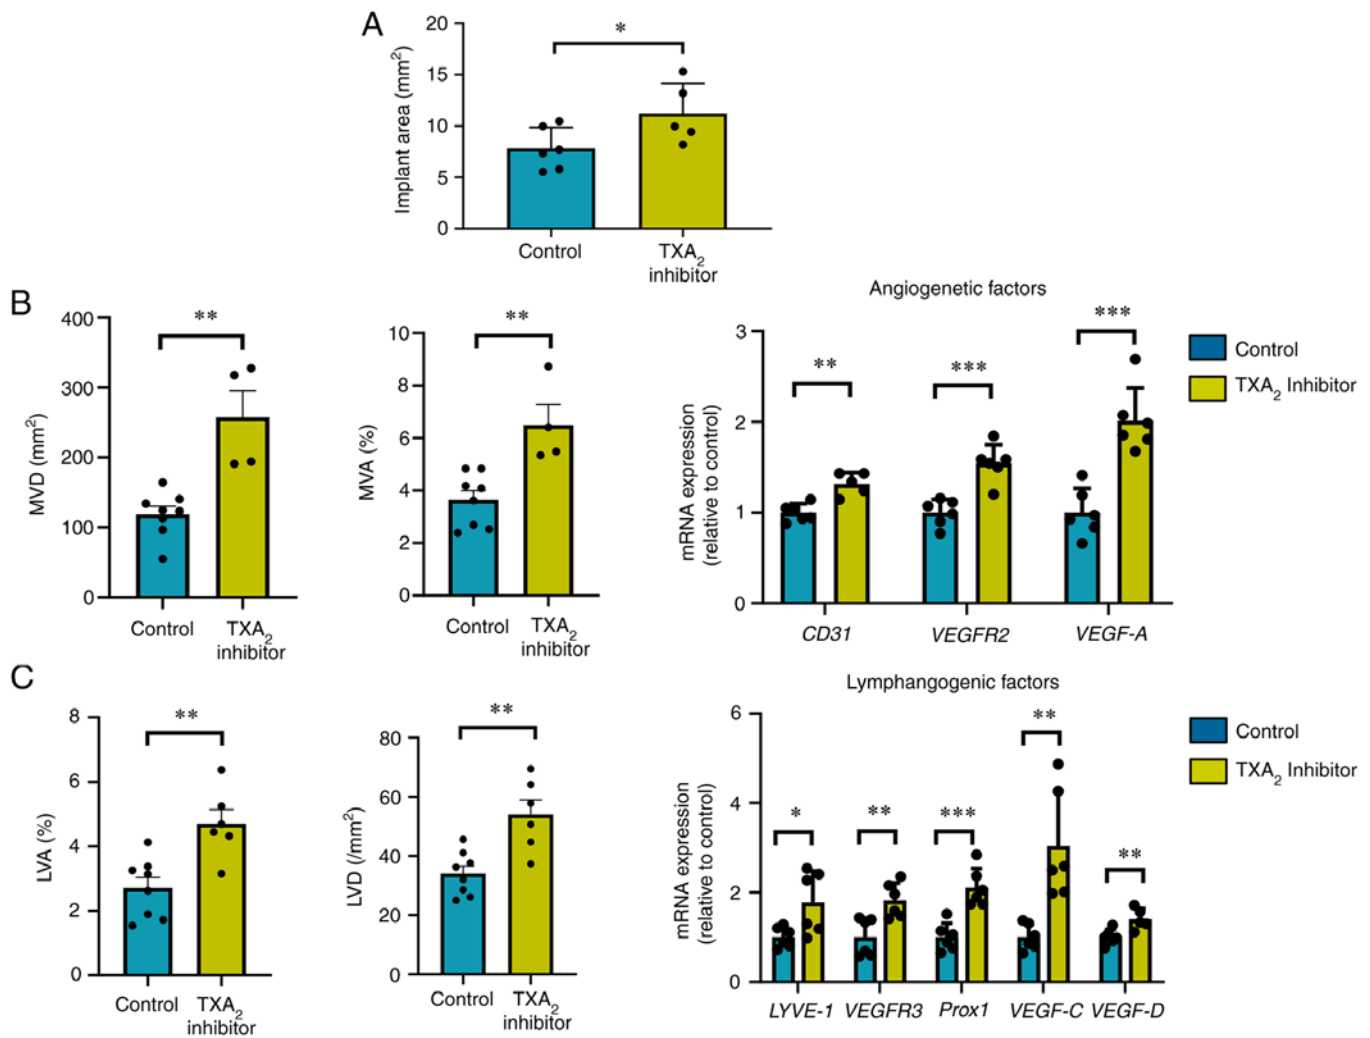 A
20
15
10
5
0
Implant area (mm²)
*
Control
TXA₂
inhibitor
B
400
300
200
100
0
MVD (mm²)
**
Control
TXA₂
inhibitor
10
8
6
4
2
0
MVA (%)
**
Control
TXA₂
inhibitor
Angiogenetic factors
3
2
1
0
mRNA expression
(relative to control)
**
***
***
CD31
VEGFR2
VEGF-A
Control
TXA₂ Inhibitor
C
8
6
4
2
0
LVA (%)
**
Control
TXA₂
inhibitor
80
60
40
20
0
LVD (/mm²)
**
Control
TXA₂
inhibitor
Lymphangogenic factors
6
4
2
0
mRNA expression
(relative to control)
*
**
***
**
**
LYVE-1
VEGFR3
Prox1
VEGF-C
VEGF-D
Control
TXA₂ Inhibitor